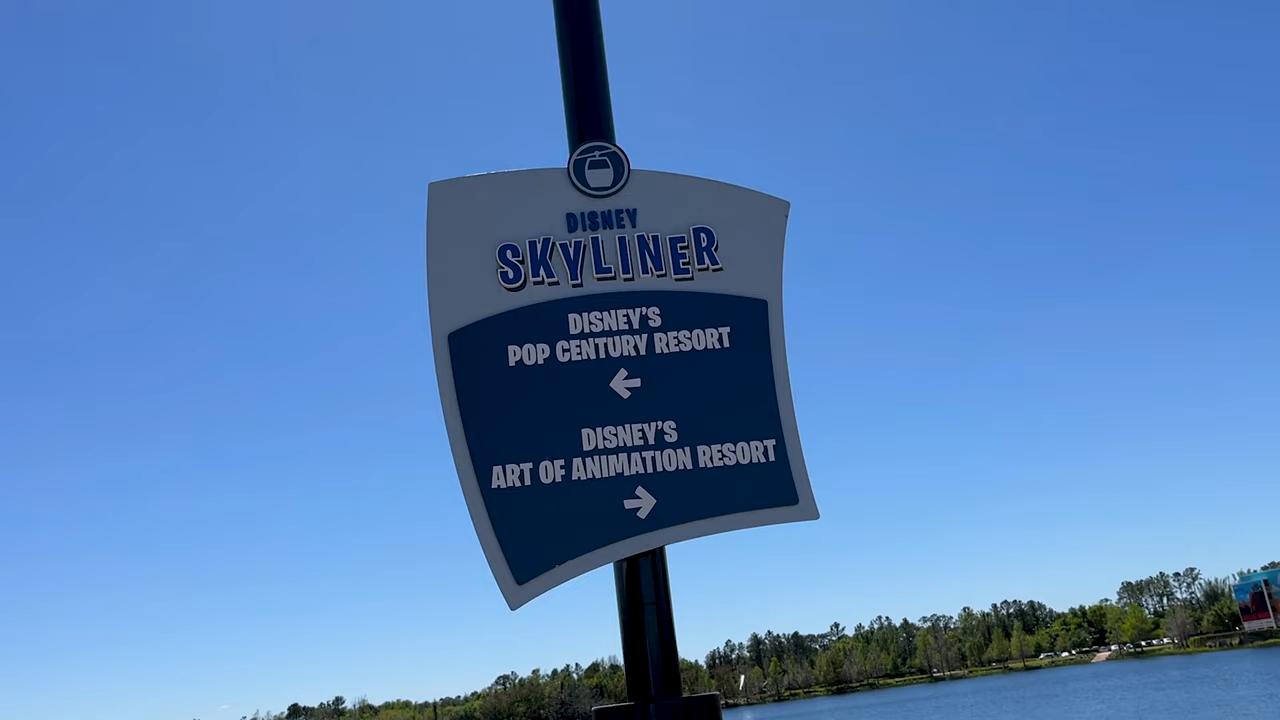 DISNEY
SKYLINER
DISNEY'S
POP CENTURY RESORT
DISNEY'S
ART OF ANIMATION RESORT